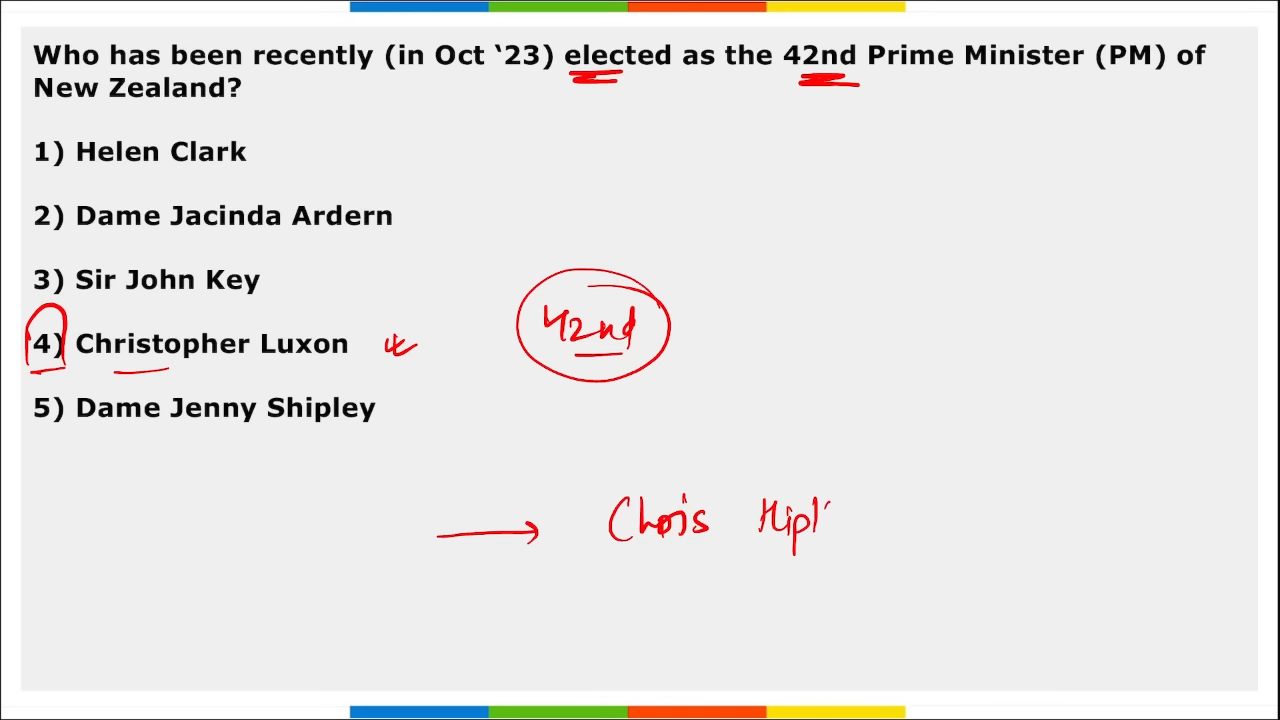 Who has been recently (in Oct ‘23) elected as the 42nd Prime Minister (PM) of
New Zealand?
1) Helen Clark
2) Dame Jacinda Ardern
3) Sir John Key
4) Christopher Luxon
42nd
5) Dame Jenny Shipley
Chris Hipk